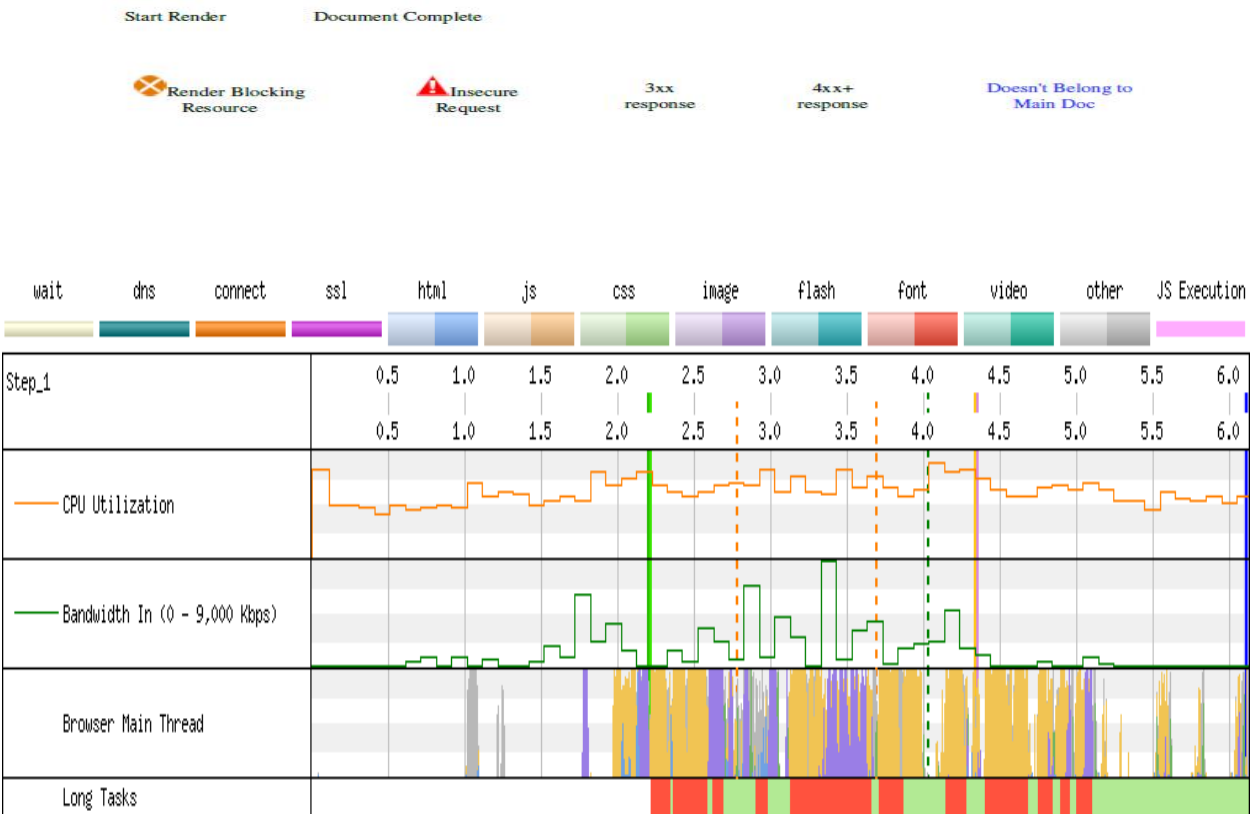 Start Render Document Complete
Render Blocking Resource
Insecure Request
3xx response
4xx+ response
Doesn't Belong to Main Doc
wait dns connect ssl html js css image flash font video other JS Execution
Step_1
0.5 1.0 1.5 2.0 2.5 3.0 3.5 4.0 4.5 5.0 5.5 6.0
0.5 1.0 1.5 2.0 2.5 3.0 3.5 4.0 4.5 5.0 5.5 6.0
CPU Utilization
Bandwidth In (0 - 9,000 Kbps)
Browser Main Thread
Long Tasks